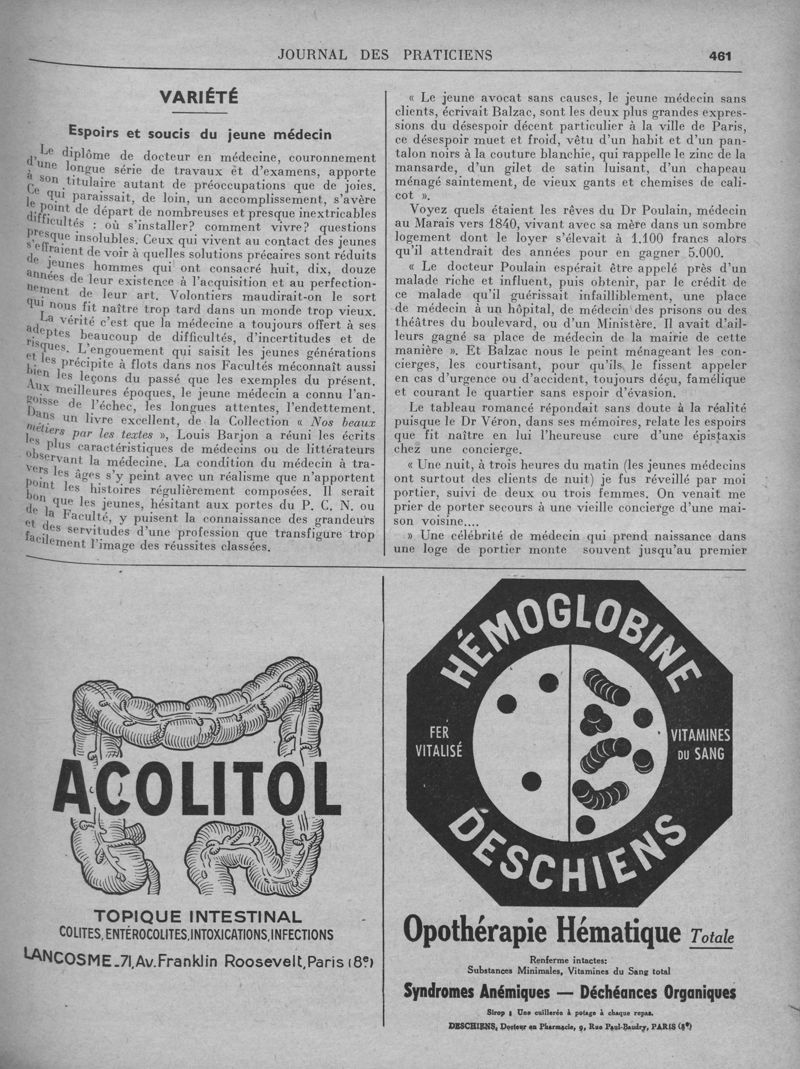 JOURNAL DES PRATICIENS
461
VARIÉTÉ
Espoirs et soucis du jeune médecin
Le diplôme de docteur en médecine, couronnement
d'une longue série de travaux et d'examens, apporte
à son titulaire autant de préoccupations que de joies.
Ce qui paraissait, de loin, un accomplissement, s'avère
le point de départ de nombreuses et presque inextricables
difficultés : où s'installer? comment vivre? questions
presque insolubles. Ceux qui vivent au contact des jeunes
s'effraient de voir à quelles solutions précaires sont réduits
de jeunes hommes qui ont consacré huit, dix, douze
années de leur existence à l'acquisition et au perfection-
nement de leur art. Volontiers maudirait-on le sort
qui nous fit naître trop tard dans un monde trop vieux.
La vérité c'est que la médecine a toujours offert à ses
adeptes beaucoup de difficultés, d'incertitudes et de
risques. L'engouement qui saisit les jeunes générations
et les précipite à flots dans nos Facultés méconnaît aussi
bien les leçons du passé que les exemples du présent.
Aux meilleures époques, le jeune médecin a connu l'an-
goisse de l'échec, les longues attentes, l'endettement.
Dans un livre excellent, de la Collection « Nos beaux
métiers par les textes », Louis Barjon a réuni les écrits
les plus caractéristiques de médecins ou de littérateurs
observant la médecine. La condition du médecin à tra-
vers les âges s'y peint avec un réalisme que n'apportent
point les histoires régulièrement composées. Il serait
bon que les jeunes, hésitant aux portes du P. C. N. ou
de la Faculté, y puisent la connaissance des grandeurs
et des servitudes d'une profession que transfigure trop
facilement l'image des réussites classées.
« Le jeune avocat sans causes, le jeune médecin sans
clients, écrivait Balzac, sont les deux plus grandes expres-
sions du désespoir décent particulier à la ville de Paris,
ce désespoir muet et froid, vêtu d'un habit et d'un pan-
talon noirs à la couture blanchie, qui rappelle le zinc de la
mansarde, d'un gilet de satin luisant, d'un chapeau
ménagé saintement, de vieux gants et chemises de cali-
cot ».
Voyez quels étaient les rêves du Dr Poulain, médecin
au Marais vers 1840, vivant avec sa mère dans un sombre
logement dont le loyer s'élevait à 1.100 francs alors
qu'il attendrait des années pour en gagner 5.000.
« Le docteur Poulain espérait être appelé près d'un
malade riche et influent, puis obtenir, par le crédit de
ce malade qu'il guérissait infailliblement, une place
de médecin à un hôpital, de médecin des prisons ou des
théâtres du boulevard, ou d'un Ministère. Il avait d'ail-
leurs gagné sa place de médecin de la mairie de cette
manière ». Et Balzac nous le peint ménageant les con-
cierges, les courtisant, pour qu'ils le fissent appeler
en cas d'urgence ou d'accident, toujours déçu, famélique
et courant le quartier sans espoir d'évasion.
Le tableau romancé répondait sans doute à la réalité
puisque le Dr Véron, dans ses mémoires, relate les espoirs
que fit naître en lui l'heureuse cure d'une épistaxis
chez une concierge.
« Une nuit, à trois heures du matin (les jeunes médecins
ont surtout des clients de nuit) je fus réveillé par moi
portier, suivi de deux ou trois femmes. On venait me
prier de porter secours à une vieille concierge d'une mai-
son voisine....
» Une célébrité de médecin qui prend naissance dans
une loge de portier monte souvent jusqu'au premier
ACOLITOL
TOPIQUE INTESTINAL
COLITES, ENTÉROCOLITES, INTOXICATIONS, INFECTIONS
LANCOSME_71, Av. Franklin Roosevelt, Paris (8e)
HÉMOGLOBINE
FER
VITALISÉ
VITAMINES
DU SANG
DESCHIENS
Opothérapie Hématique Totale
Renferme intactes:
Substances Minimales, Vitamines du Sang total
Syndromes Anémiques — Déchéances Organiques
Sirop : Une cuillerée à potage à chaque repas.
DESCHIENS, Docteur en Pharmacie, 9, Rue Paul-Baudry, PARIS (8e)